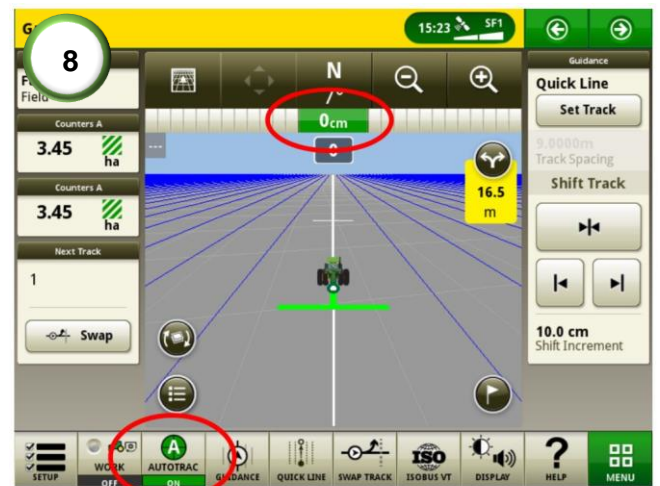 15:23 SF1
8
Field
Counters A
3.45
ha
Counters A
3.45
ha
Next Track
1
Swap
N
0cm
0
---
16.5
m
Guidance
Quick Line
Set Track
9.0000m
Track Spacing
Shift Track
10.0 cm
Shift Increment
SETUP
WORK
OFF
A
AUTOTRAC
ON
GUIDANCE
QUICK LINE
SWAP TRACK
ISO
ISOBUS VT
DISPLAY
?
HELP
MENU